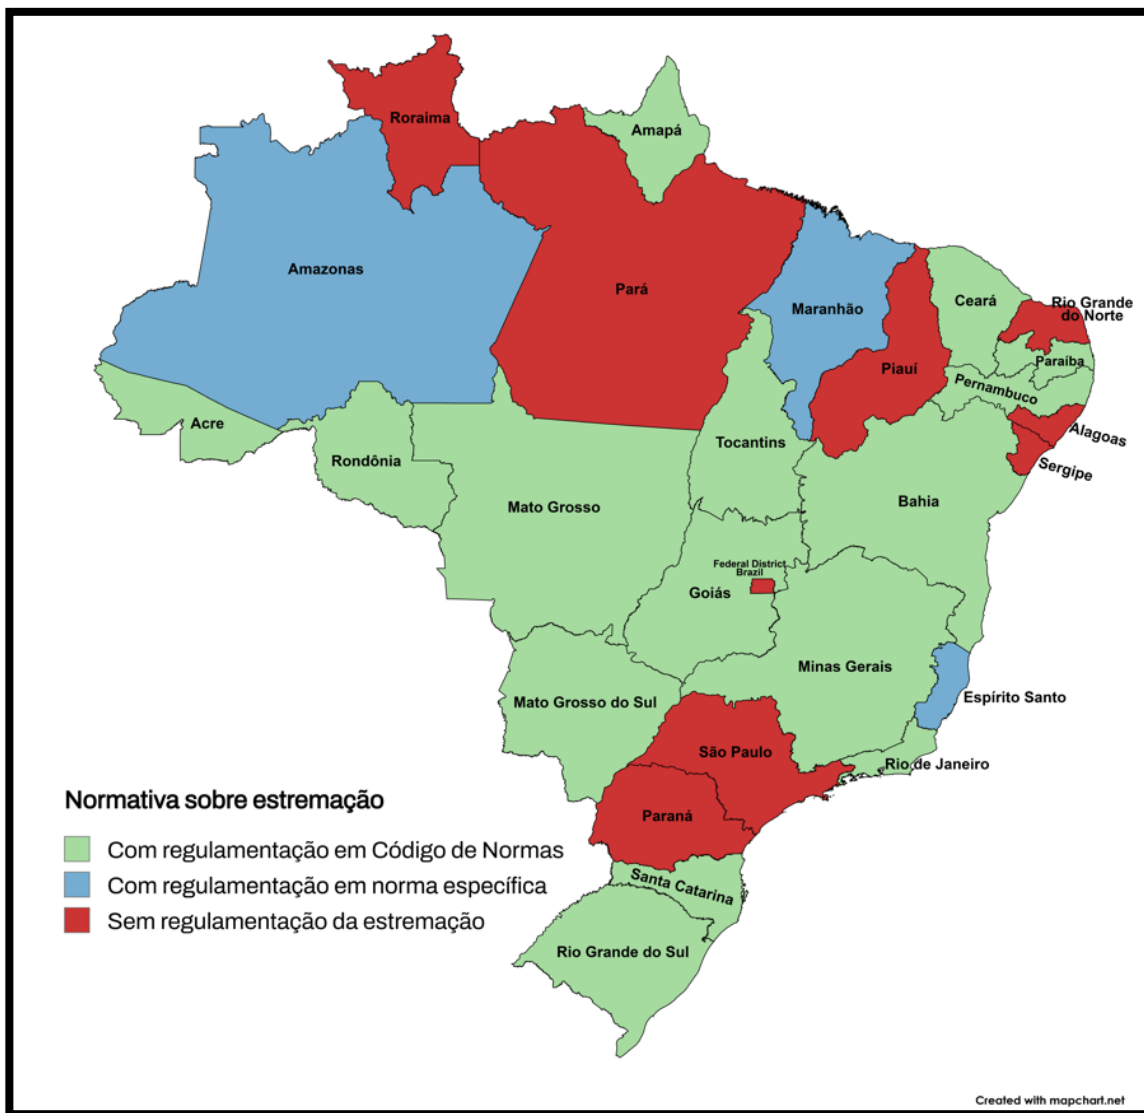 Roraima
Amapá
Amazonas
Pará
Maranhão
Ceará
Rio Grande
do Norte
Piauí
Paraíba
Pernambuco
Acre
Alagoas
Tocantins
Rondônia
Sergipe
Mato Grosso
Bahia
Federal District
Brazil
Goiás
Minas Gerais
Mato Grosso do Sul
Espírito Santo
São Paulo
Rio de Janeiro
Normativa sobre estremação
Paraná
Com regulamentação em Código de Normas
Com regulamentação em norma específica
Santa Catarina
Sem regulamentação da estremação
Rio Grande do Sul
Created with mapchart.net